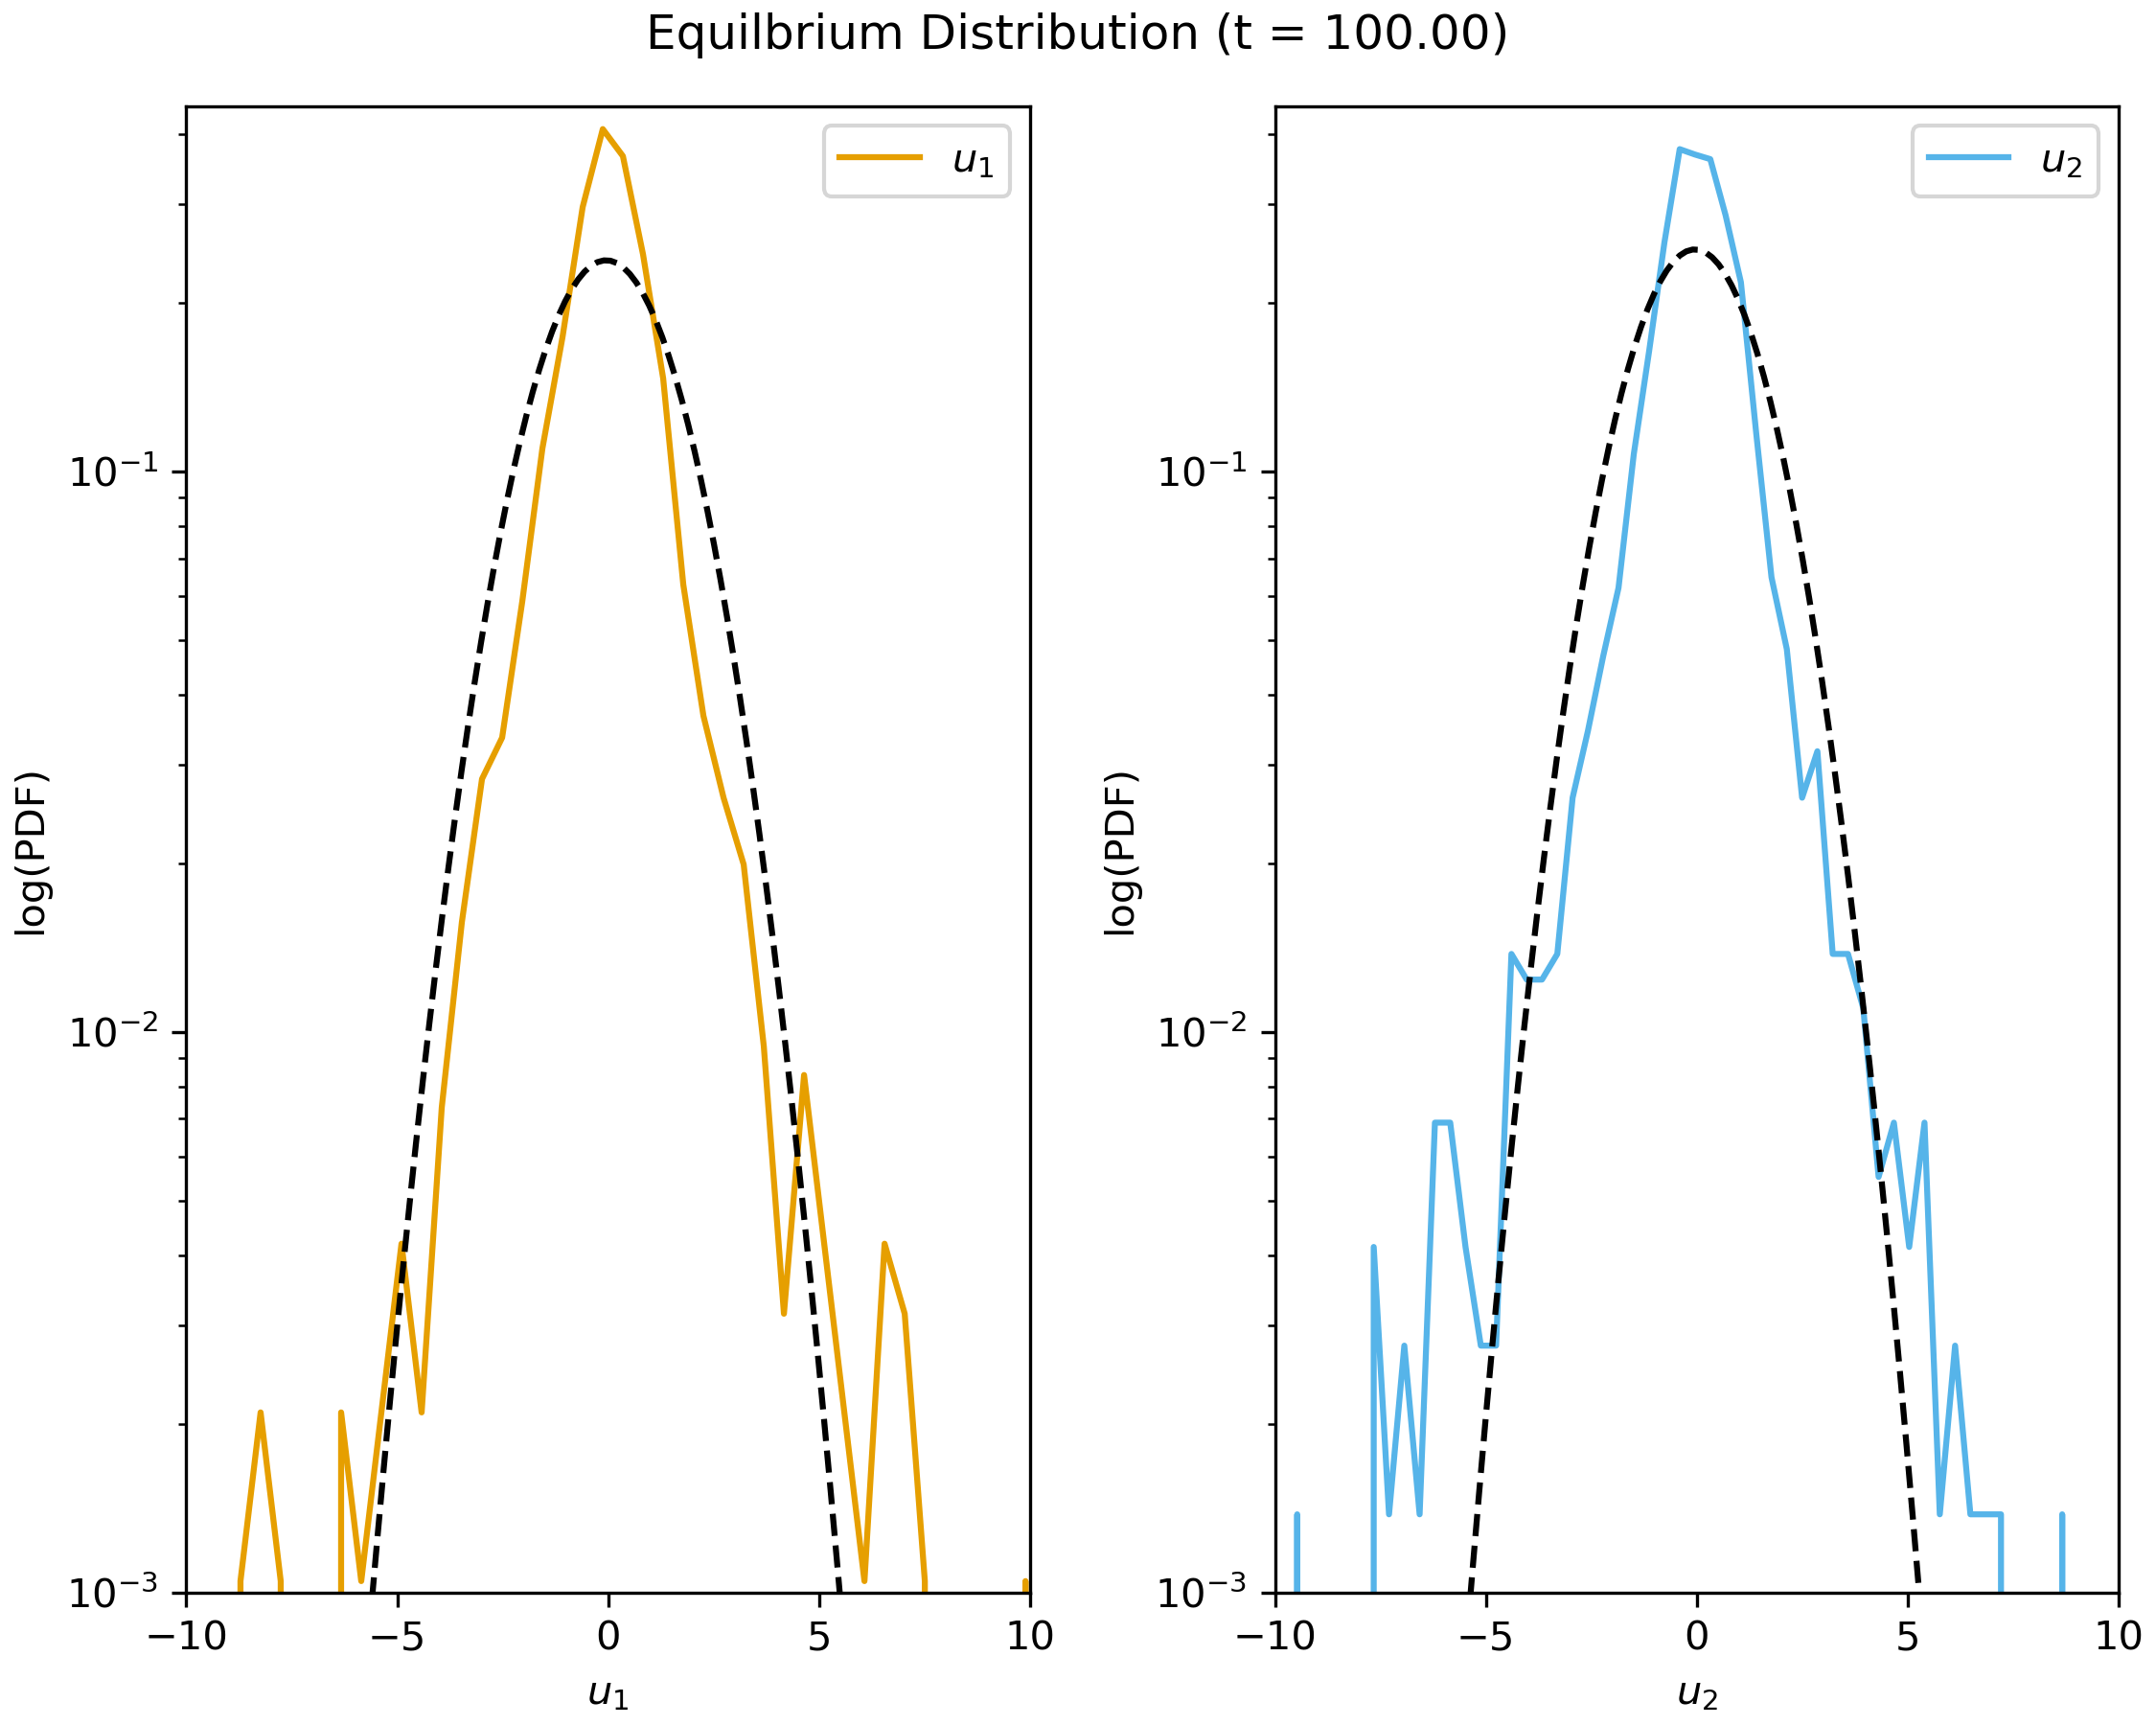 Equilbrium Distribution (t = 100.00)
u₁
10⁻¹
10⁻²
10⁻³
log(PDF)
−10 −5 0 5 10
u₁
u₂
10⁻¹
10⁻²
10⁻³
log(PDF)
−10 −5 0 5 10
u₂